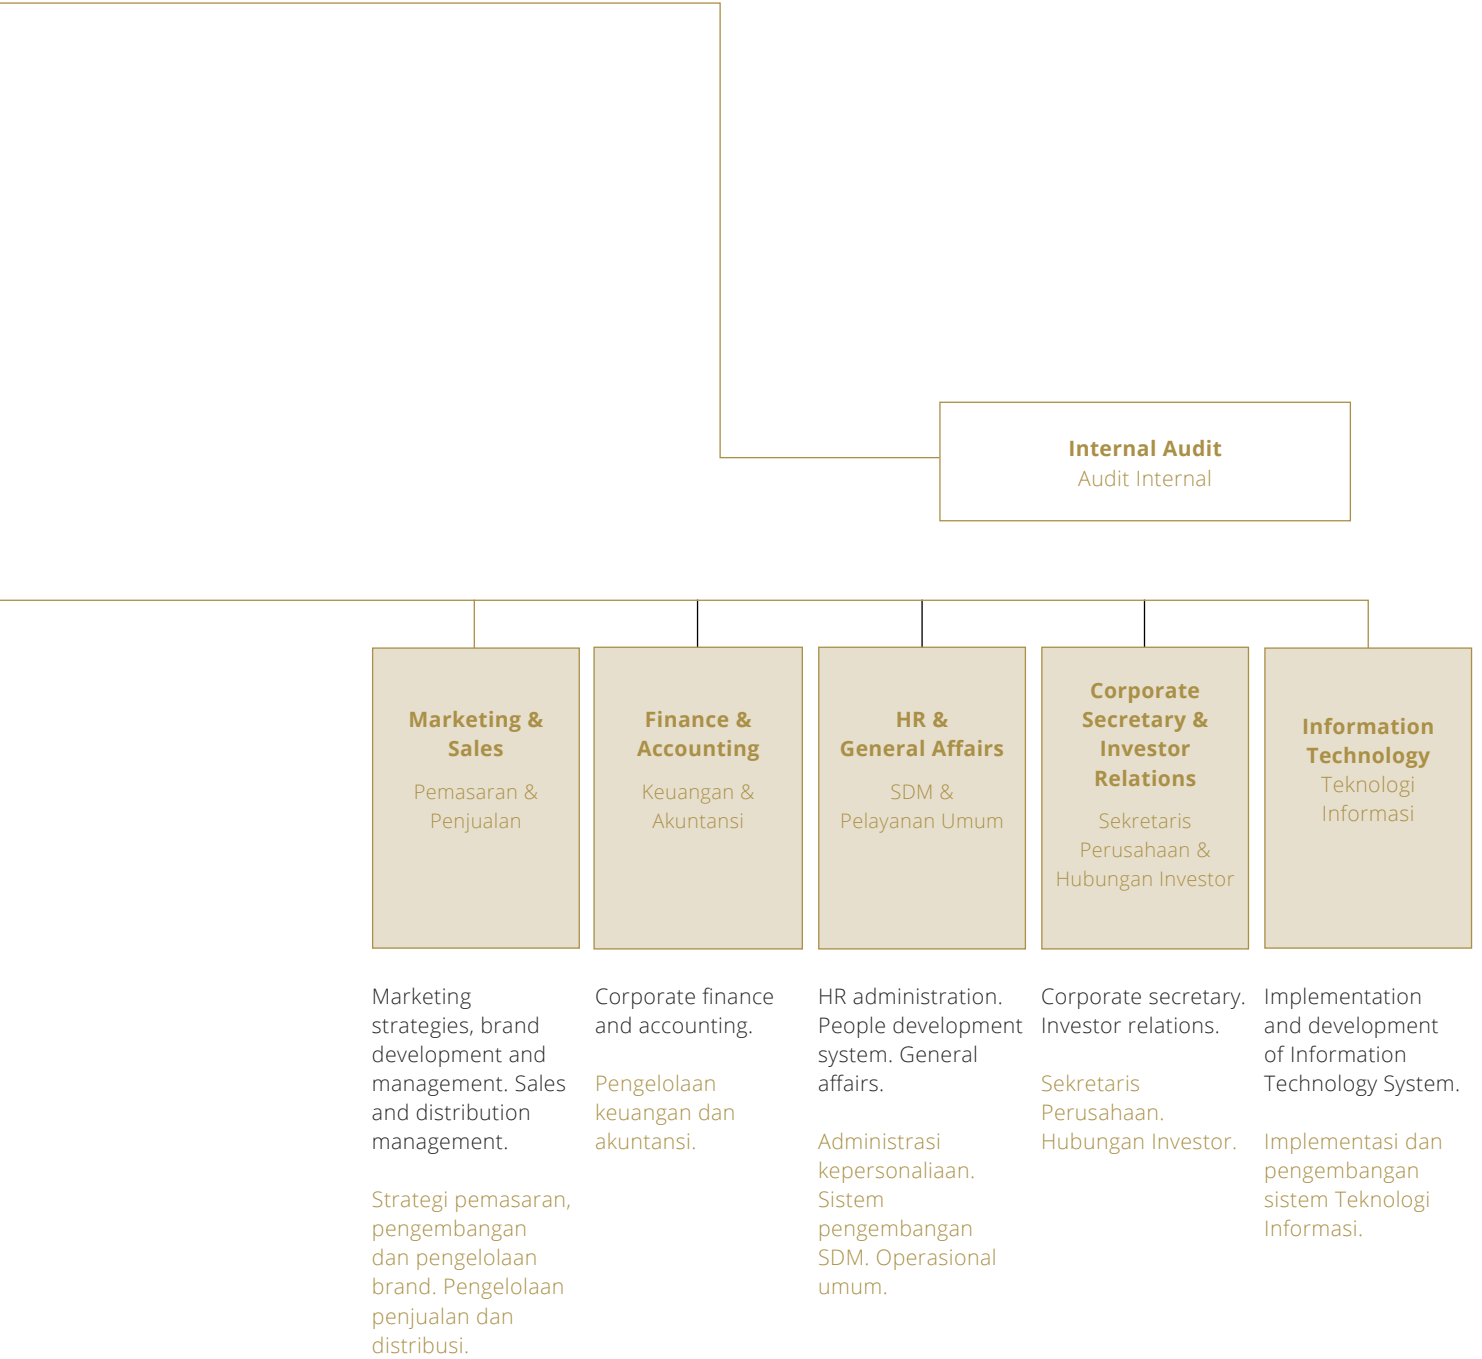 Internal Audit
Audit Internal
Marketing &
Sales
Pemasaran &
Penjualan
Finance &
Accounting
Keuangan &
Akuntansi
HR &
General Affairs
SDM &
Pelayanan Umum
Corporate
Secretary &
Investor
Relations
Sekretaris
Perusahaan &
Hubungan Investor
Information
Technology
Teknologi
Informasi
Marketing
strategies, brand
development and
management. Sales
and distribution
management.
Strategi pemasaran,
pengembangan
dan pengelolaan
brand. Pengelolaan
penjualan dan
distribusi.
Corporate finance
and accounting.
Pengelolaan
keuangan dan
akuntansi.
HR administration.
People development
system. General
affairs.
Administrasi
kepersonaliaan.
Sistem
pengembangan
SDM. Operasional
umum.
Corporate secretary.
Investor relations.
Sekretaris
Perusahaan.
Hubungan Investor.
Implementation
and development
of Information
Technology System.
Implementasi dan
pengembangan
sistem Teknologi
Informasi.